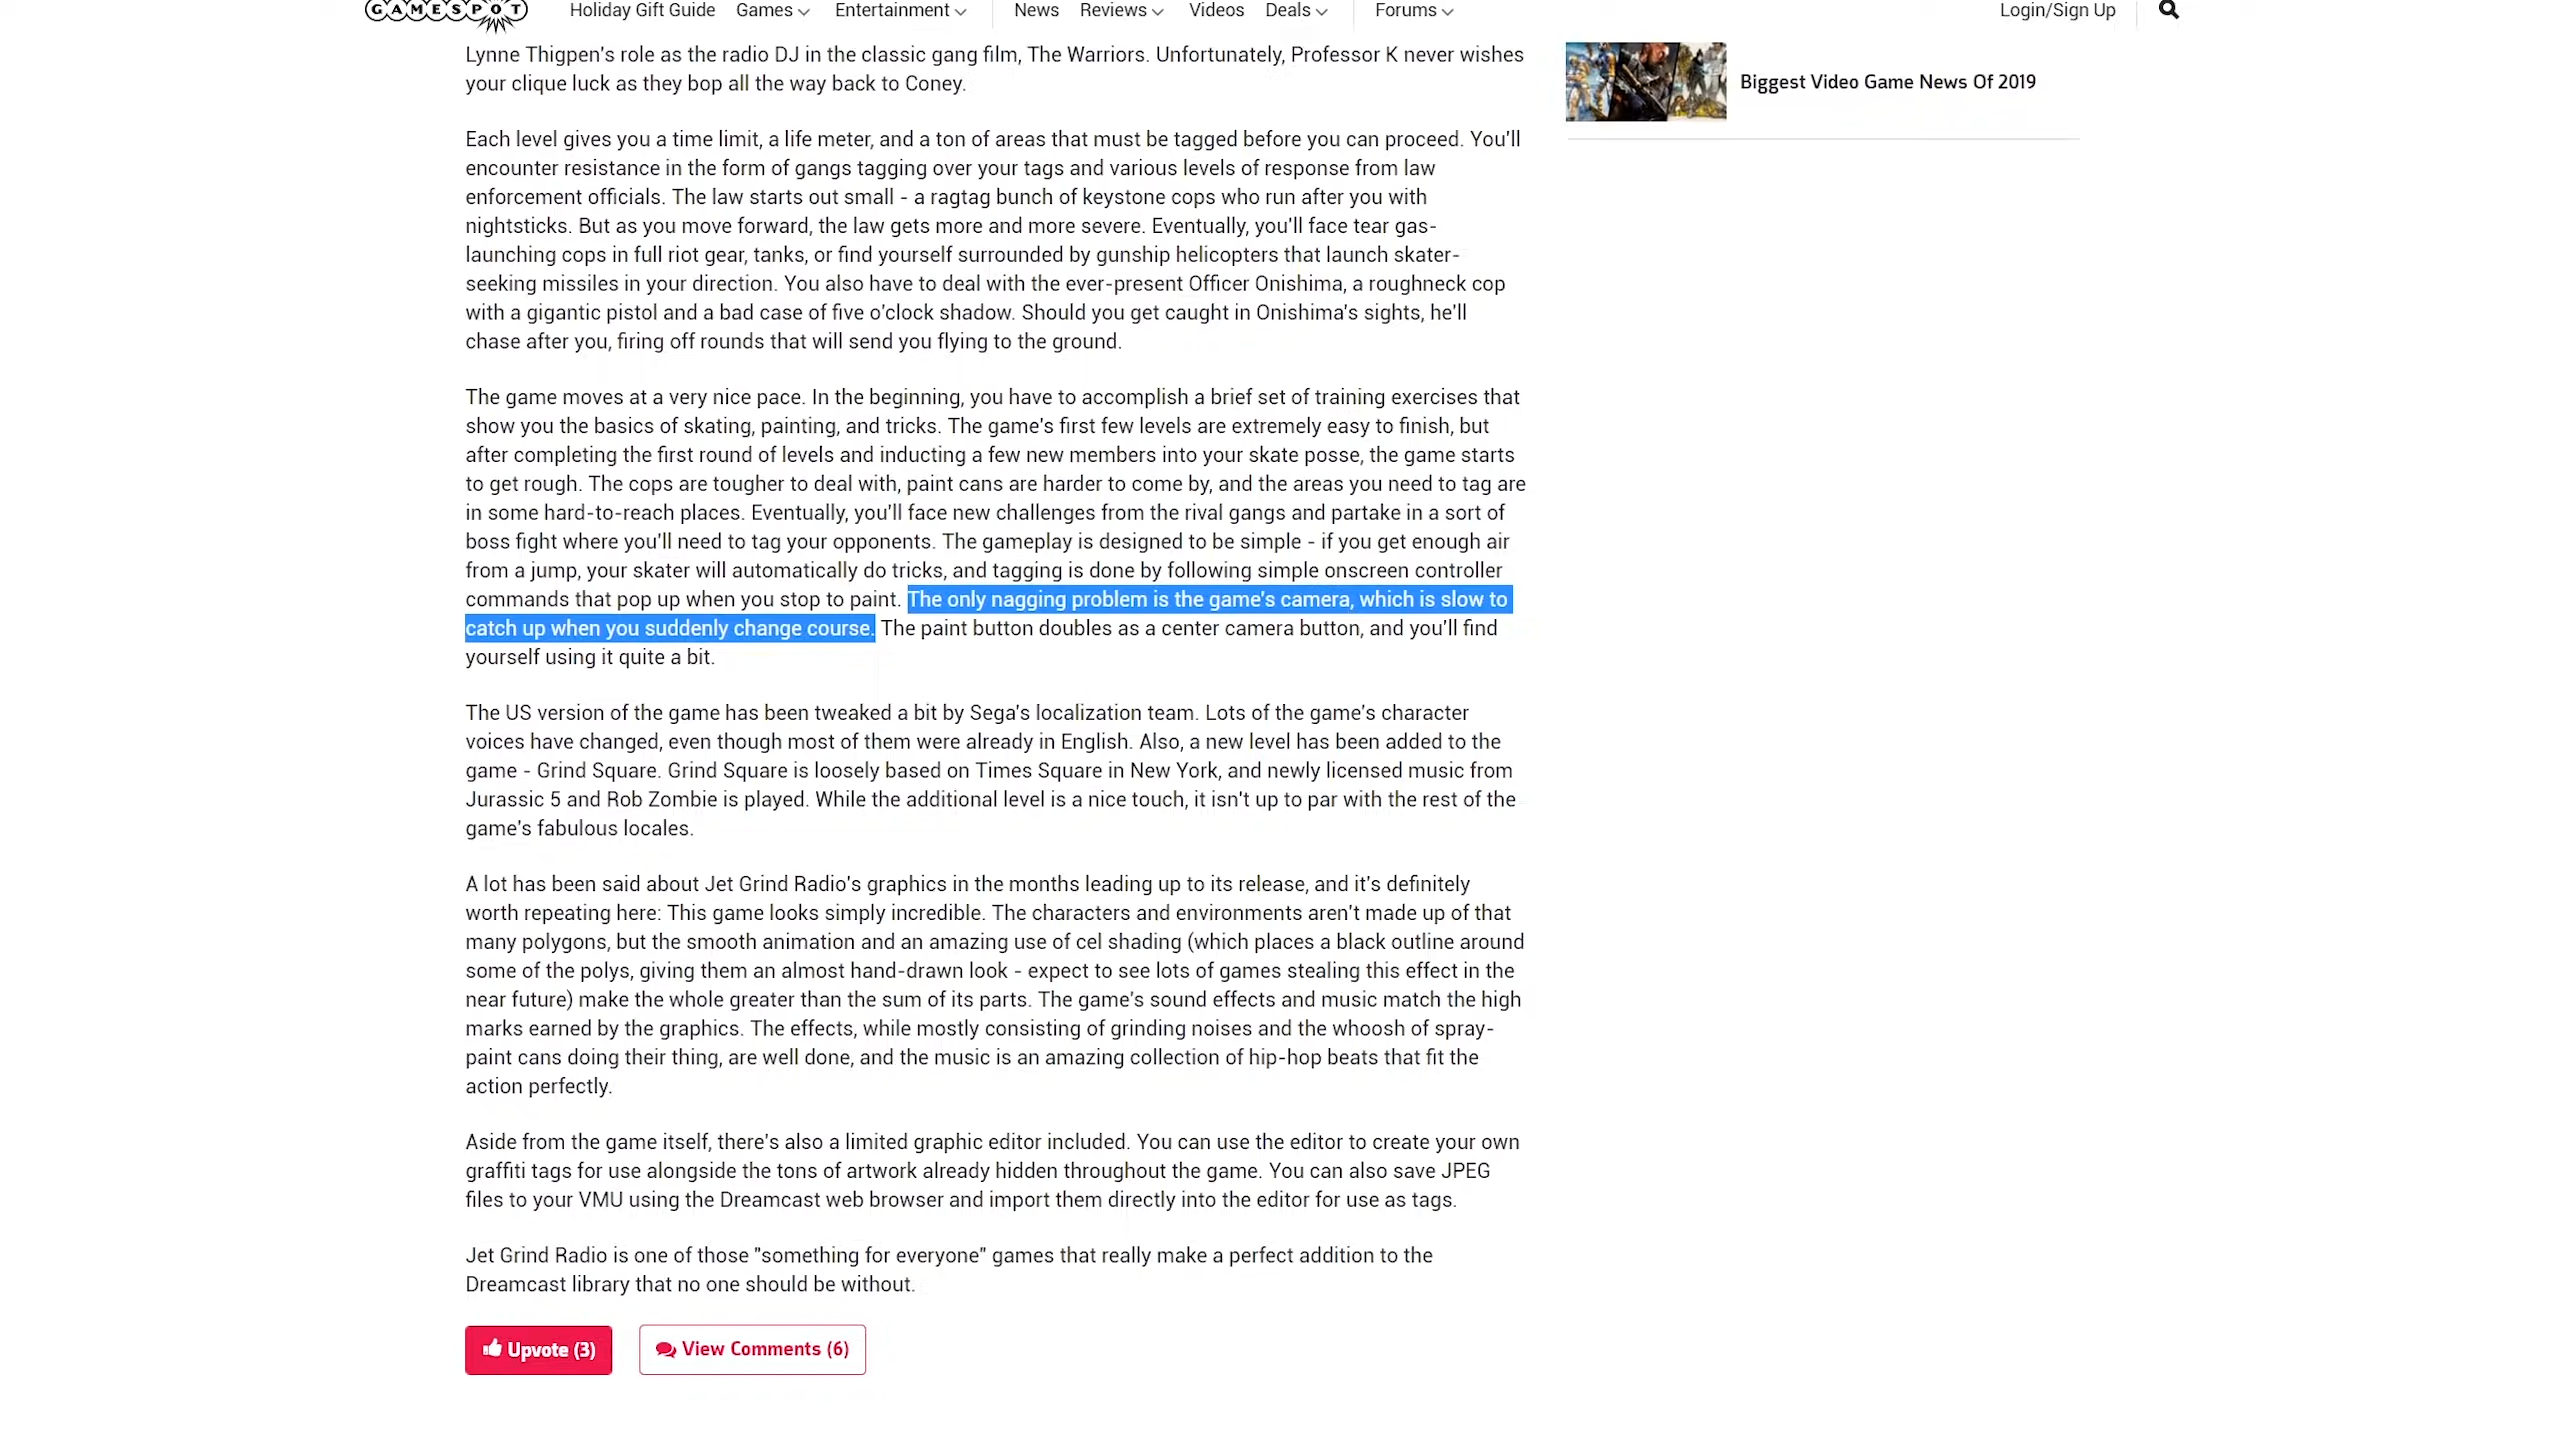 GAMESPOT
Holiday Gift Guide
Games
Entertainment
News
Reviews
Videos
Deals
Forums
Login/Sign Up
Lynne Thigpen's role as the radio DJ in the classic gang film, The Warriors. Unfortunately, Professor K never wishes
your clique luck as they bop all the way back to Coney.
Biggest Video Game News Of 2019
Each level gives you a time limit, a life meter, and a ton of areas that must be tagged before you can proceed. You'll
encounter resistance in the form of gangs tagging over your tags and various levels of response from law
enforcement officials. The law starts out small - a ragtag bunch of keystone cops who run after you with
nightsticks. But as you move forward, the law gets more and more severe. Eventually, you'll face tear gas-
launching cops in full riot gear, tanks, or find yourself surrounded by gunship helicopters that launch skater-
seeking missiles in your direction. You also have to deal with the ever-present Officer Onishima, a roughneck cop
with a gigantic pistol and a bad case of five o'clock shadow. Should you get caught in Onishima's sights, he'll
chase after you, firing off rounds that will send you flying to the ground.
The game moves at a very nice pace. In the beginning, you have to accomplish a brief set of training exercises that
show you the basics of skating, painting, and tricks. The game's first few levels are extremely easy to finish, but
after completing the first round of levels and inducting a few new members into your skate posse, the game starts
to get rough. The cops are tougher to deal with, paint cans are harder to come by, and the areas you need to tag are
in some hard-to-reach places. Eventually, you'll face new challenges from the rival gangs and partake in a sort of
boss fight where you'll need to tag your opponents. The gameplay is designed to be simple - if you get enough air
from a jump, your skater will automatically do tricks, and tagging is done by following simple onscreen controller
commands that pop up when you stop to paint. The only nagging problem is the game's camera, which is slow to
catch up when you suddenly change course. The paint button doubles as a center camera button, and you'll find
yourself using it quite a bit.
The US version of the game has been tweaked a bit by Sega's localization team. Lots of the game's character
voices have changed, even though most of them were already in English. Also, a new level has been added to the
game - Grind Square. Grind Square is loosely based on Times Square in New York, and newly licensed music from
Jurassic 5 and Rob Zombie is played. While the additional level is a nice touch, it isn't up to par with the rest of the
game's fabulous locales.
A lot has been said about Jet Grind Radio's graphics in the months leading up to its release, and it's definitely
worth repeating here: This game looks simply incredible. The characters and environments aren't made up of that
many polygons, but the smooth animation and an amazing use of cel shading (which places a black outline around
some of the polys, giving them an almost hand-drawn look - expect to see lots of games stealing this effect in the
near future) make the whole greater than the sum of its parts. The game's sound effects and music match the high
marks earned by the graphics. The effects, while mostly consisting of grinding noises and the whoosh of spray-
paint cans doing their thing, are well done, and the music is an amazing collection of hip-hop beats that fit the
action perfectly.
Aside from the game itself, there's also a limited graphic editor included. You can use the editor to create your own
graffiti tags for use alongside the tons of artwork already hidden throughout the game. You can also save JPEG
files to your VMU using the Dreamcast web browser and import them directly into the editor for use as tags.
Jet Grind Radio is one of those "something for everyone" games that really make a perfect addition to the
Dreamcast library that no one should be without.
Upvote (3)
View Comments (6)